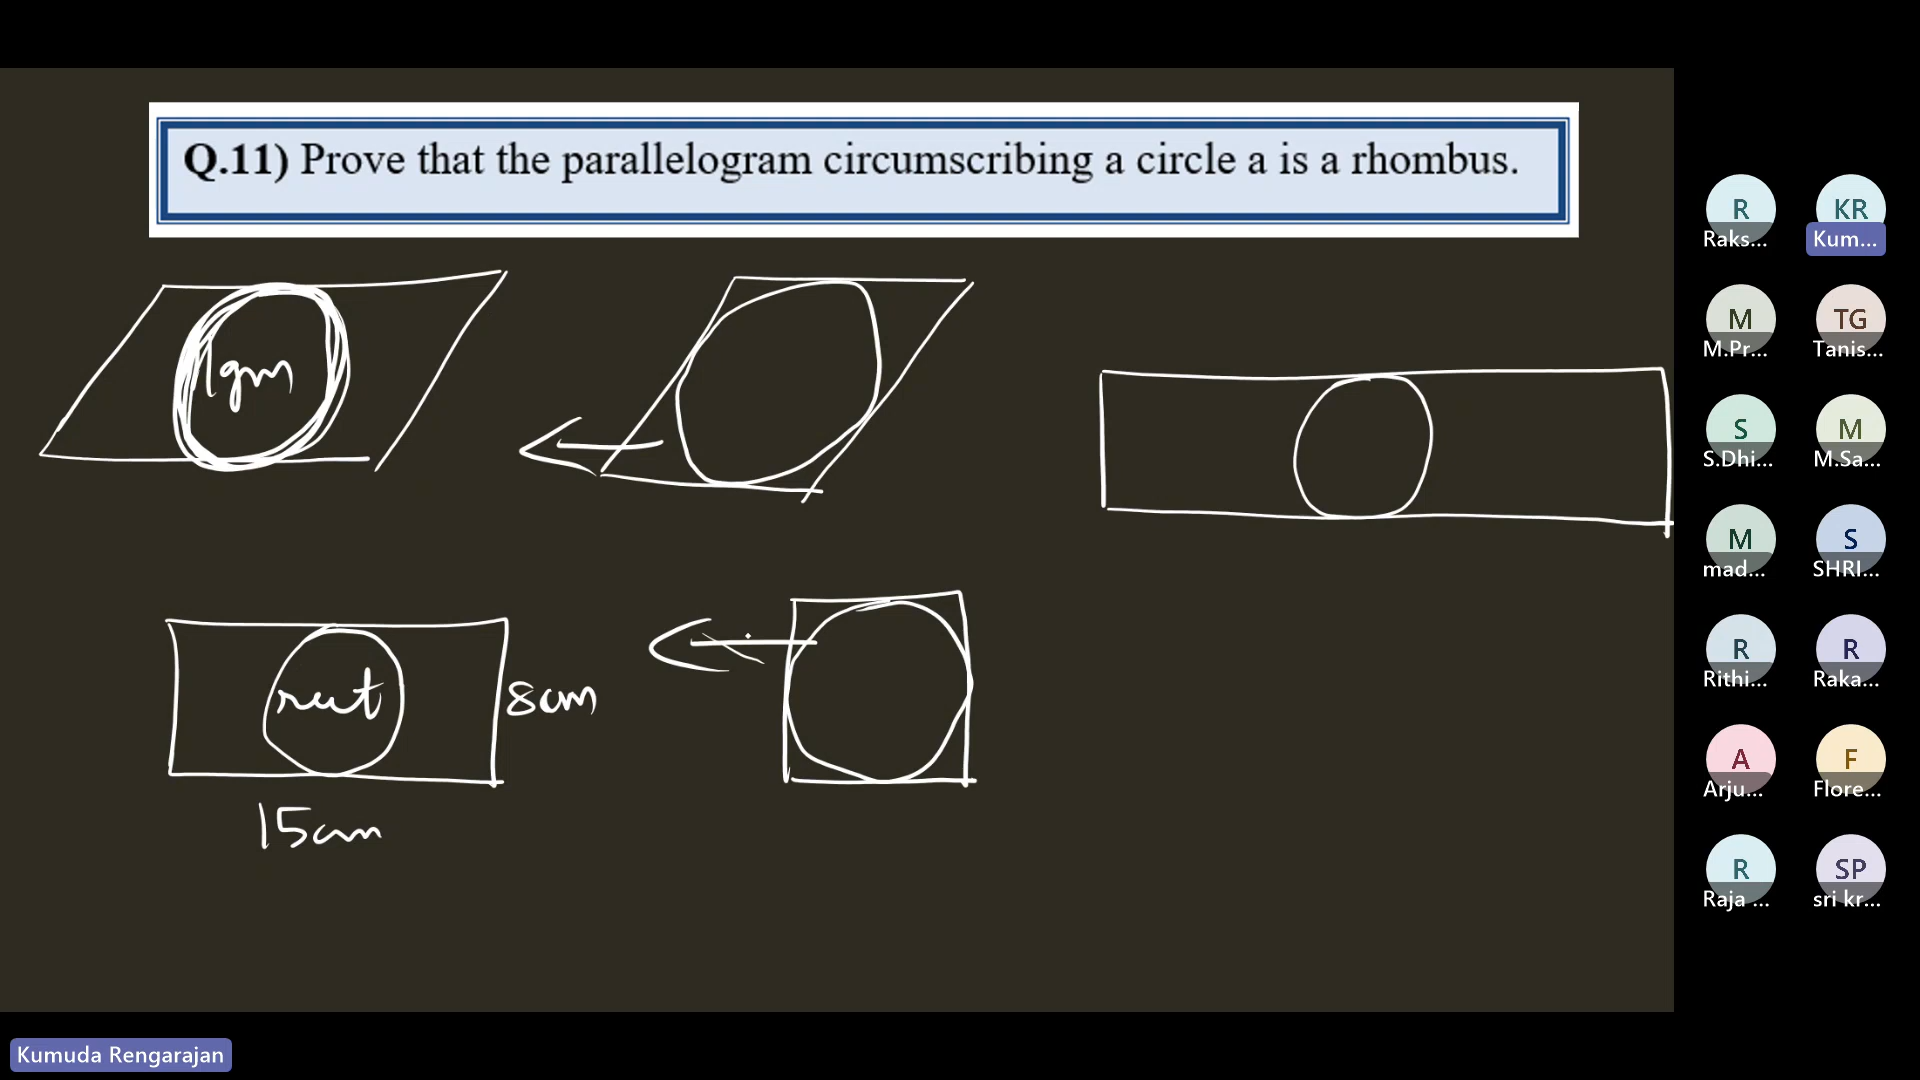 Q.11) Prove that the parallelogram circumscribing a circle a is a rhombus.
lgm
rect
8cm
15cm
R
Raks...
KR
Kum...
M
M.Pr...
TG
Tanis...
S
S.Dhi...
M
M.Sa...
M
mad...
S
SHRI...
R
Rithi...
R
Raka...
A
Arju...
F
Flore...
R
Raja ...
SP
sri kr...
Kumuda Rengarajan